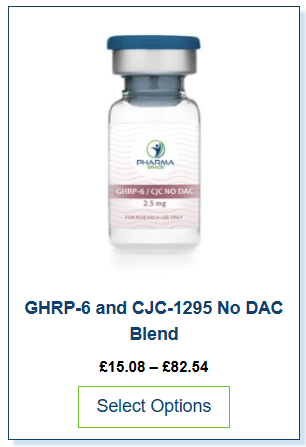 PHARMA
GRADE
GHRP-6 / CJC NO DAC
2.5 mg
FOR RESEARCH USE ONLY
GHRP-6 and CJC-1295 No DAC
Blend
£15.08 – £82.54
Select Options